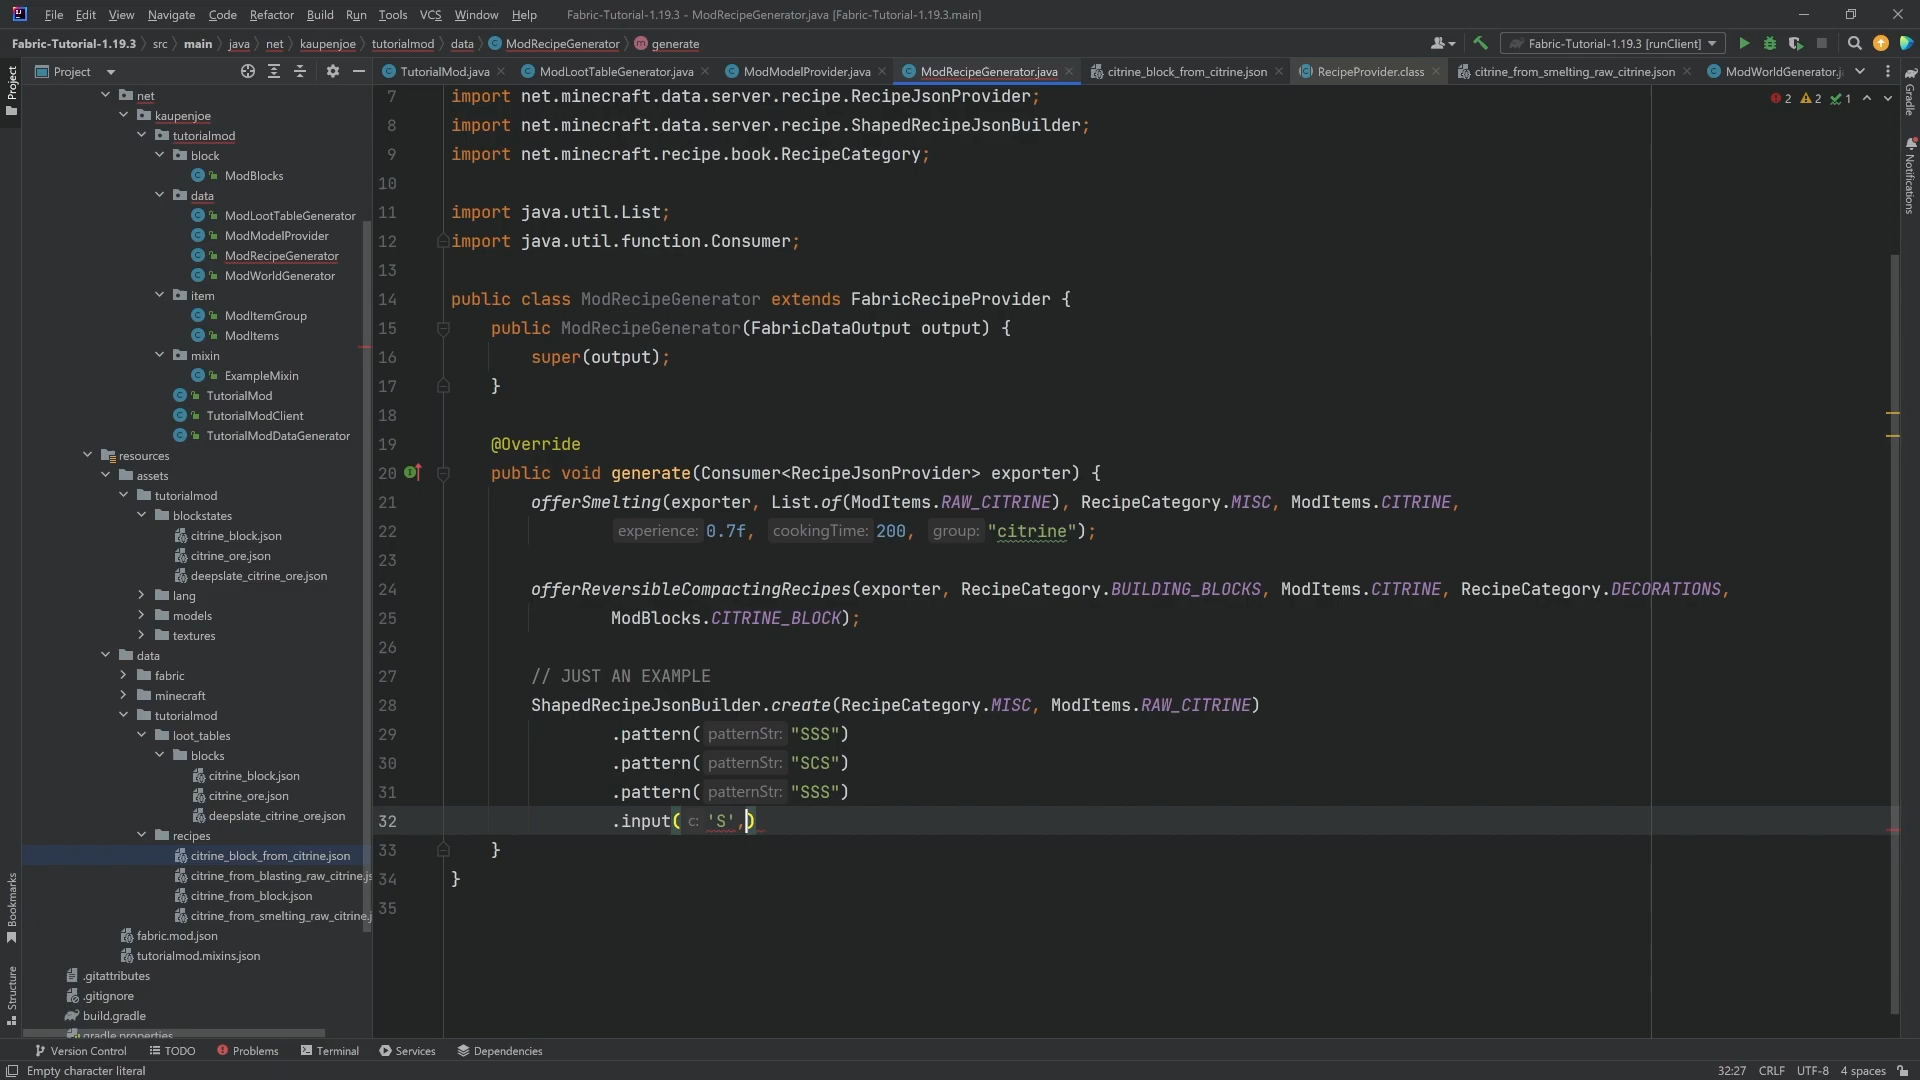 File Edit View Navigate Code Refactor Build Run Tools VCS Window Help Fabric-Tutorial-1.19.3 - ModRecipeGenerator.java [Fabric-Tutorial-1.19.3.main]
Fabric-Tutorial-1.19.3 src main java net kaupenjoe tutorialmod data ModRecipeGenerator generate Fabric-Tutorial-1.19.3 [runClient]
Project
TutorialMod.java ModLootTableGenerator.java ModModelProvider.java ModRecipeGenerator.java citrine_block_from_citrine.json RecipeProvider.class citrine_from_smelting_raw_citrine.json ModWorldGenerator.j
Project
Bookmarks
Structure
Gradle
Notifications
net
kaupenjoe
tutorialmod
block
ModBlocks
data
ModLootTableGenerator
ModModelProvider
ModRecipeGenerator
ModWorldGenerator
item
ModItemGroup
ModItems
mixin
ExampleMixin
TutorialMod
TutorialModClient
TutorialModDataGenerator
resources
assets
tutorialmod
blockstates
citrine_block.json
citrine_ore.json
deepslate_citrine_ore.json
lang
models
textures
data
fabric
minecraft
tutorialmod
loot_tables
blocks
citrine_block.json
citrine_ore.json
deepslate_citrine_ore.json
recipes
citrine_block_from_citrine.json
citrine_from_blasting_raw_citrine.js
citrine_from_block.json
citrine_from_smelting_raw_citrine.j
fabric.mod.json
tutorialmod.mixins.json
.gitattributes
.gitignore
build.gradle
gradle.properties
2 2 1
7 import net.minecraft.data.server.recipe.RecipeJsonProvider;
8 import net.minecraft.data.server.recipe.ShapedRecipeJsonBuilder;
9 import net.minecraft.recipe.book.RecipeCategory;
10
11 import java.util.List;
12 import java.util.function.Consumer;
13
14 public class ModRecipeGenerator extends FabricRecipeProvider {
15 public ModRecipeGenerator(FabricDataOutput output) {
16 super(output);
17 }
18
19 @Override
20 public void generate(Consumer<RecipeJsonProvider> exporter) {
21 offerSmelting(exporter, List.of(ModItems.RAW_CITRINE), RecipeCategory.MISC, ModItems.CITRINE,
22 experience: 0.7f, cookingTime: 200, group: "citrine");
23
24 offerReversibleCompactingRecipes(exporter, RecipeCategory.BUILDING_BLOCKS, ModItems.CITRINE, RecipeCategory.DECORATIONS,
25 ModBlocks.CITRINE_BLOCK);
26
27 // JUST AN EXAMPLE
28 ShapedRecipeJsonBuilder.create(RecipeCategory.MISC, ModItems.RAW_CITRINE)
29 .pattern( patternStr: "SSS")
30 .pattern( patternStr: "SCS")
31 .pattern( patternStr: "SSS")
32 .input( c: 'S',)
33 }
34 }
35
Version Control TODO Problems Terminal Services Dependencies
Empty character literal 32:27 CRLF UTF-8 4 spaces